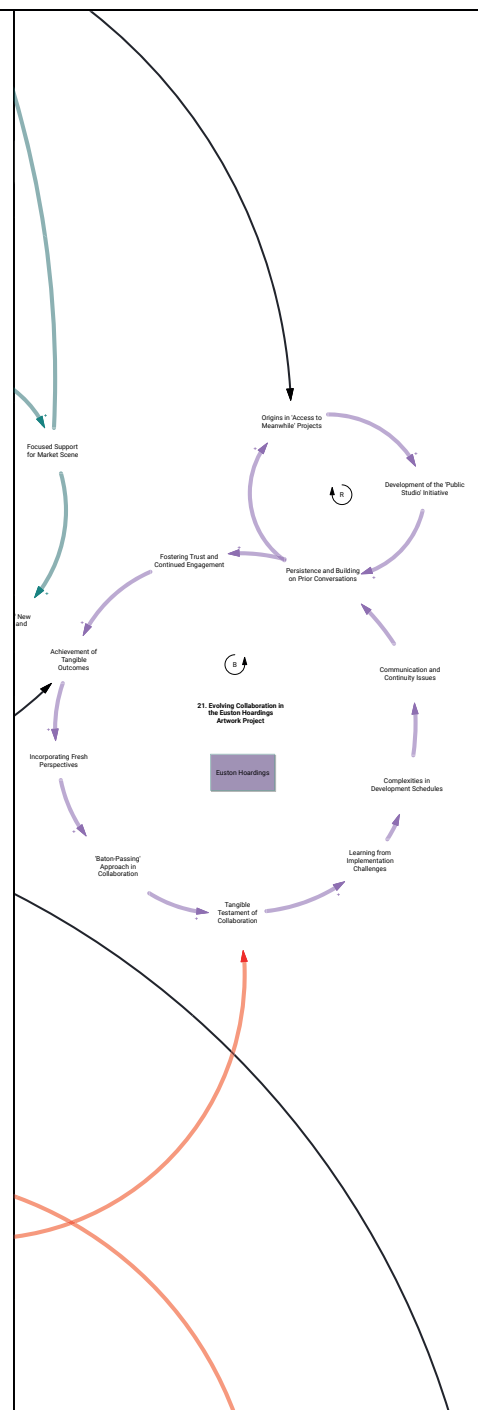 Origins in 'Access to
Meanwhile' Projects
Focused Support
for Market Scene
R
Development of the 'Public
Studio' Initiative
Fostering Trust and
Continued Engagement
Persistence and Building
on Prior Conversations
' New
and
Achievement of
Tangible
Outcomes
B
Communication and
Continuity Issues
21. Evolving Collaboration in
the Euston Hoardings
Artwork Project
Incorporating Fresh
Perspectives
Euston Hoardings
Complexities in
Development Schedules
'Baton-Passing'
Approach in
Collaboration
Learning from
Implementation
Challenges
Tangible
Testament of
Collaboration